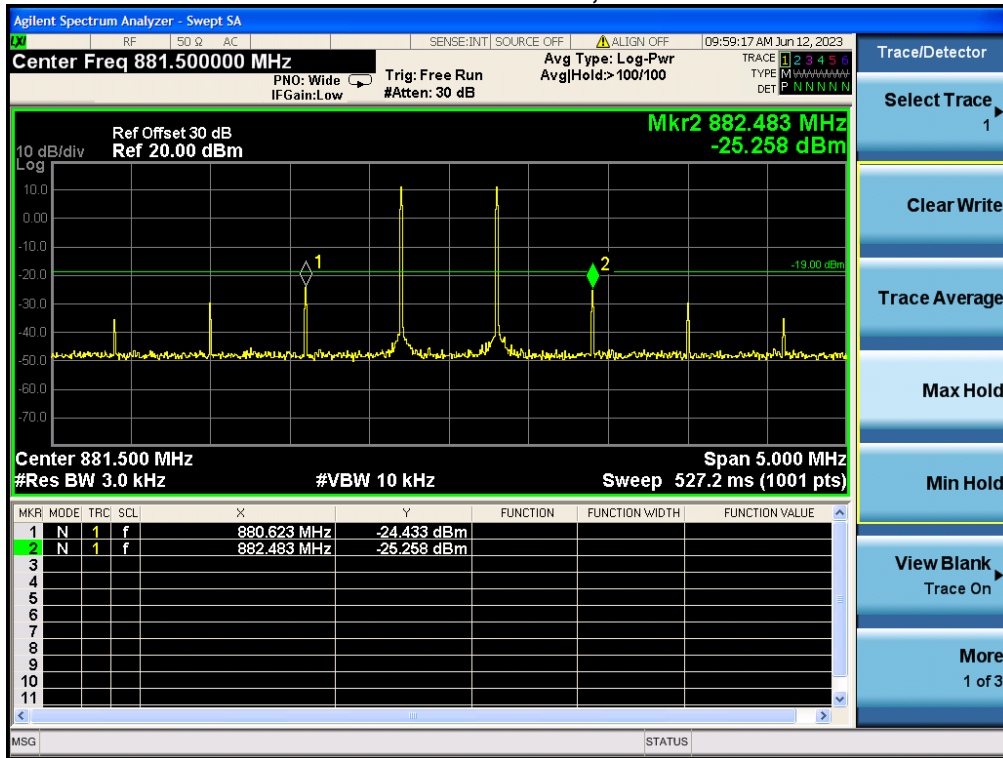 Agilent Spectrum Analyzer - Swept SA
LXI RF 50 Ω AC SENSE:INT SOURCE OFF ALIGN OFF 09:59:17 AM Jun 12, 2023
Center Freq 881.500000 MHz
PNO: Wide
IFGain:Low
Trig: Free Run
#Atten: 30 dB
Avg Type: Log-Pwr
Avg|Hold:>100/100
TRACE 1 2 3 4 5 6
TYPE M
DET P N N N N N
Mkr2 882.483 MHz
-25.258 dBm
Ref Offset 30 dB
10 dB/div Ref 20.00 dBm
Log
10.0
0.00
-10.0
-20.0
-30.0
-40.0
-50.0
-60.0
-70.0
1
2
-19.00 dBm
Center 881.500 MHz Span 5.000 MHz
#Res BW 3.0 kHz #VBW 10 kHz Sweep 527.2 ms (1001 pts)
MKR MODE TRC SCL X Y FUNCTION FUNCTION WIDTH FUNCTION VALUE
1 N 1 f 880.623 MHz -24.433 dBm
2 N 1 f 882.483 MHz -25.258 dBm
3
4
5
6
7
8
9
10
11
MSG STATUS
Trace/Detector
Select Trace
1
Clear Write
Trace Average
Max Hold
Min Hold
View Blank
Trace On
More
1 of 3